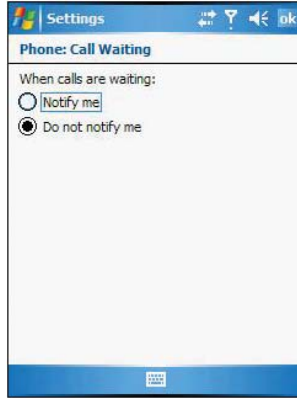 Settings
ok
Phone: Call Waiting
When calls are waiting:
Notify me
Do not notify me